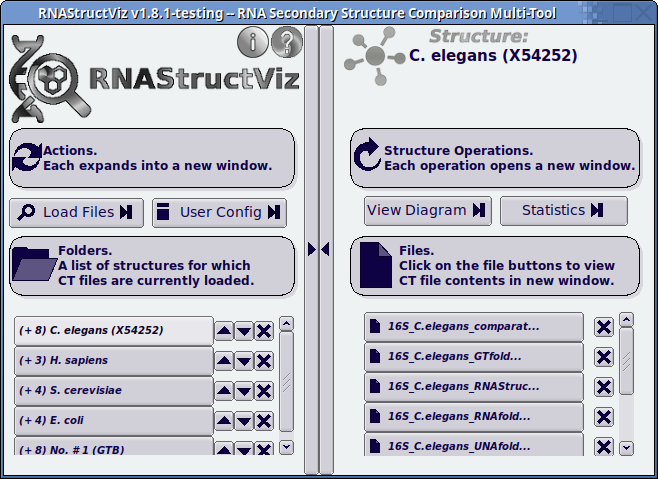 RNAStructViz v1.8.1-testing -- RNA Secondary Structure Comparison Multi-Tool
i ?
RNAStructViz
Actions.
Each expands into a new window.
Load Files
User Config
Folders.
A list of structures for which
CT files are currently loaded.
(+ 8) C. elegans (X54252)
(+ 3) H. sapiens
(+ 4) S. cerevisiae
(+ 4) E. coli
(+ 8) No. #1 (GTB)
Structure:
C. elegans (X54252)
Structure Operations.
Each operation opens a new window.
View Diagram
Statistics
Files.
Click on the file buttons to view
CT file contents in new window.
16S_C.elegans_comparat...
16S_C.elegans_GTfold...
16S_C.elegans_RNAStruc...
16S_C.elegans_RNAfold...
16S_C.elegans_UNAfold...